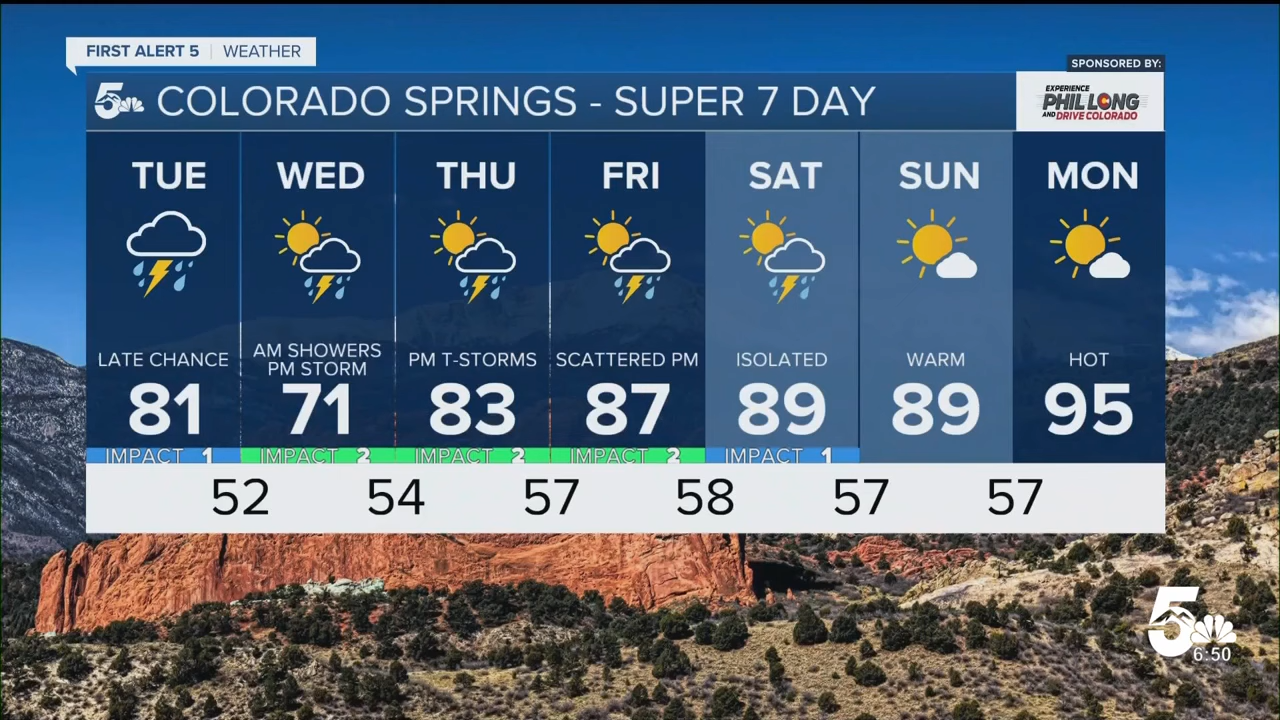 FIRST ALERT 5 | WEATHER
SPONSORED BY:
5 COLORADO SPRINGS - SUPER 7 DAY
EXPERIENCE
PHIL LONG
AND DRIVE COLORADO
TUE WED THU FRI SAT SUN MON
LATE CHANCE AM SHOWERS PM STORM PM T-STORMS SCATTERED PM ISOLATED WARM HOT
81 71 83 87 89 89 95
IMPACT 1 IMPACT 2 IMPACT 2 IMPACT 2 IMPACT 1
52 54 57 58 57 57
5
6:50